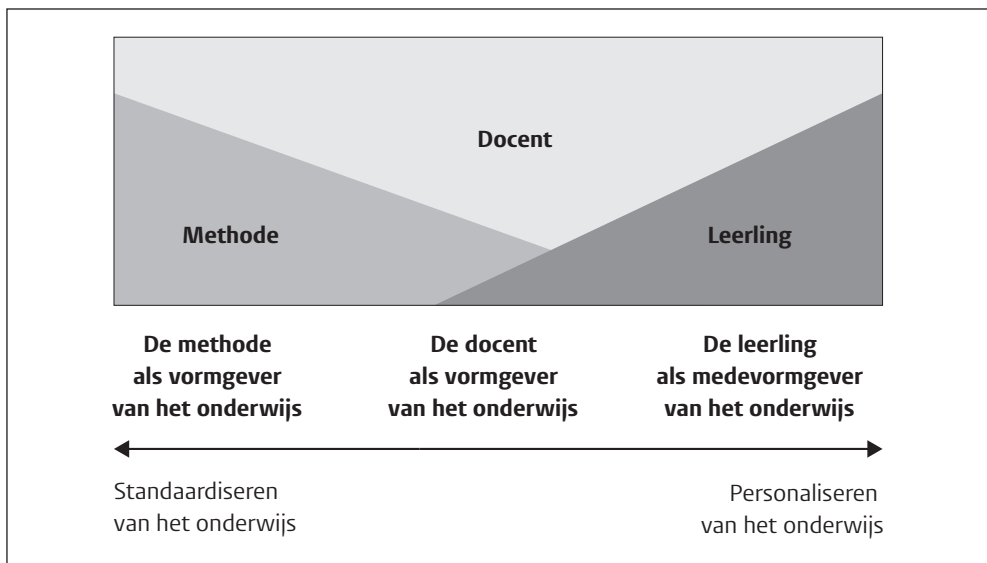 Docent
Methode
Leerling
De methode
als vormgever
van het onderwijs
De docent
als vormgever
van het onderwijs
De leerling
als medevormgever
van het onderwijs
Standaardiseren
van het onderwijs
Personaliseren
van het onderwijs